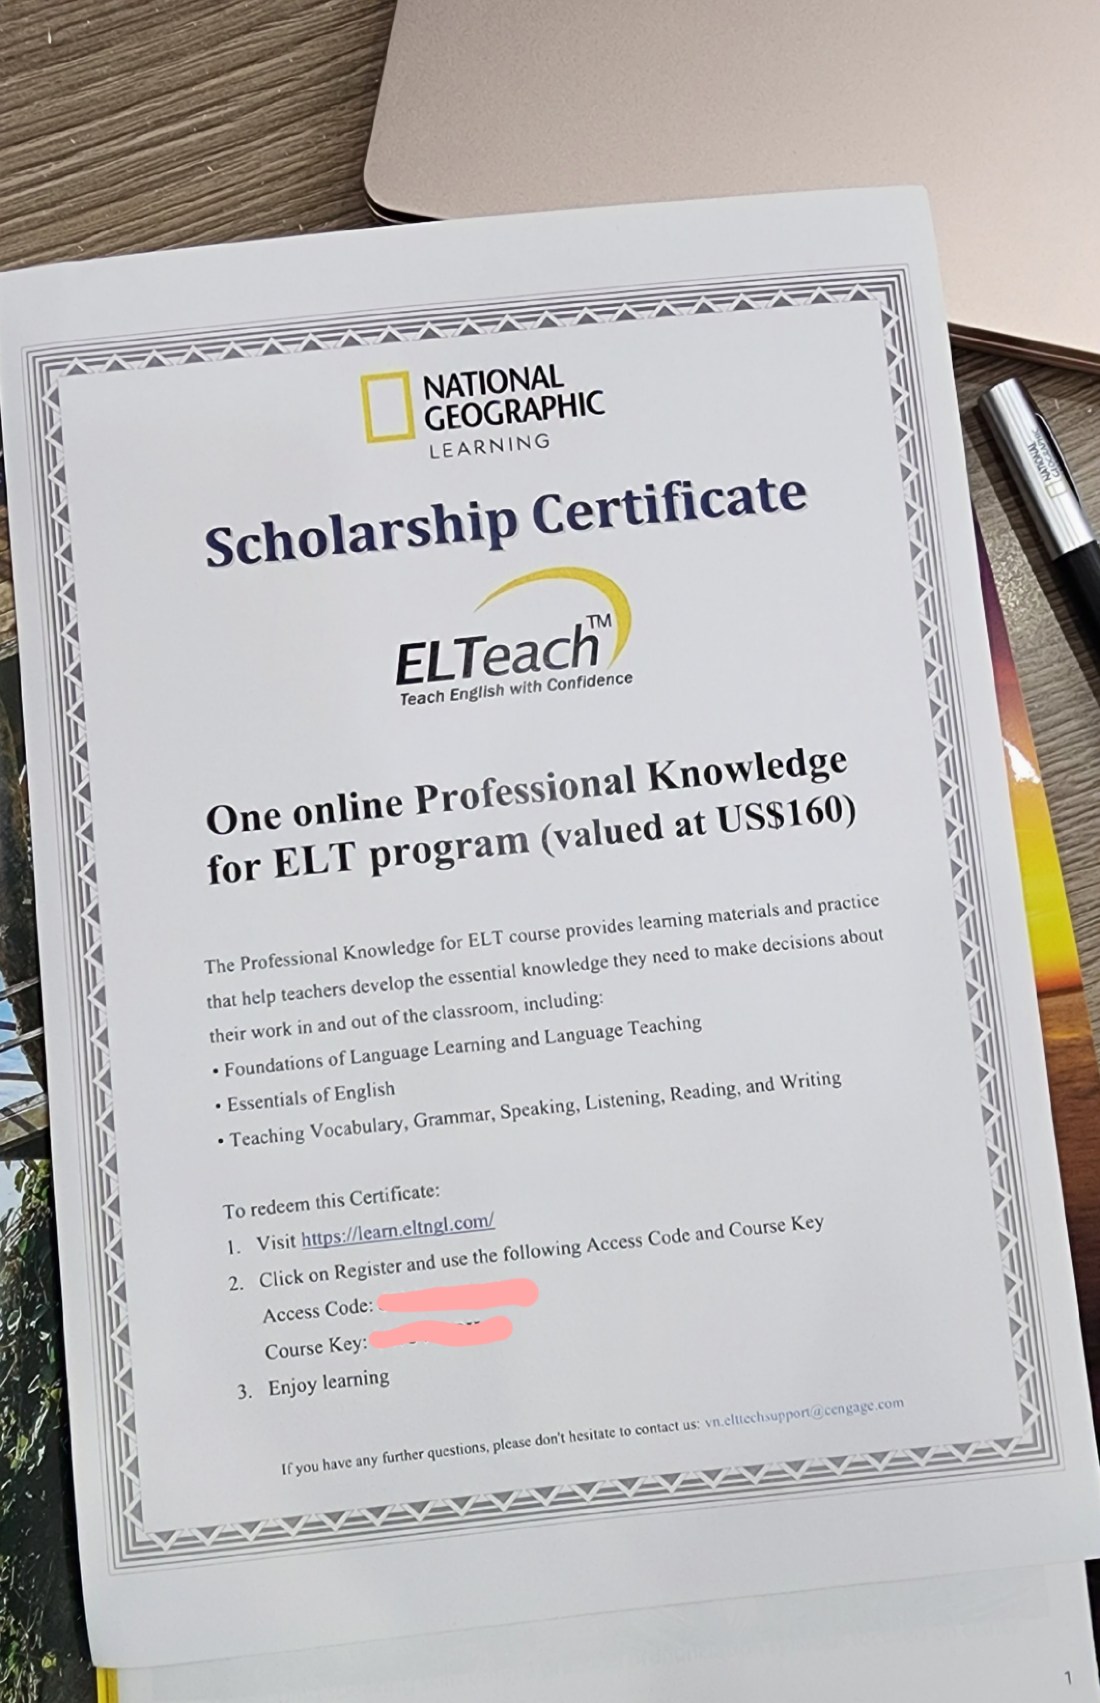 NATIONAL
GEOGRAPHIC
LEARNING
Scholarship Certificate
ELTeach™
Teach English with Confidence
NATIONAL
GEOGRAPHIC
One online Professional Knowledge
for ELT program (valued at US$160)
The Professional Knowledge for ELT course provides learning materials and practice
that help teachers develop the essential knowledge they need to make decisions about
their work in and out of the classroom, including:
• Foundations of Language Learning and Language Teaching
• Essentials of English
• Teaching Vocabulary, Grammar, Speaking, Listening, Reading, and Writing
To redeem this Certificate:
1. Visit https://learn.eltngl.com/
2. Click on Register and use the following Access Code and Course Key
Access Code:
Course Key:
3. Enjoy learning
If you have any further questions, please don't hesitate to contact us: vn.elttechsupport@cengage.com
1